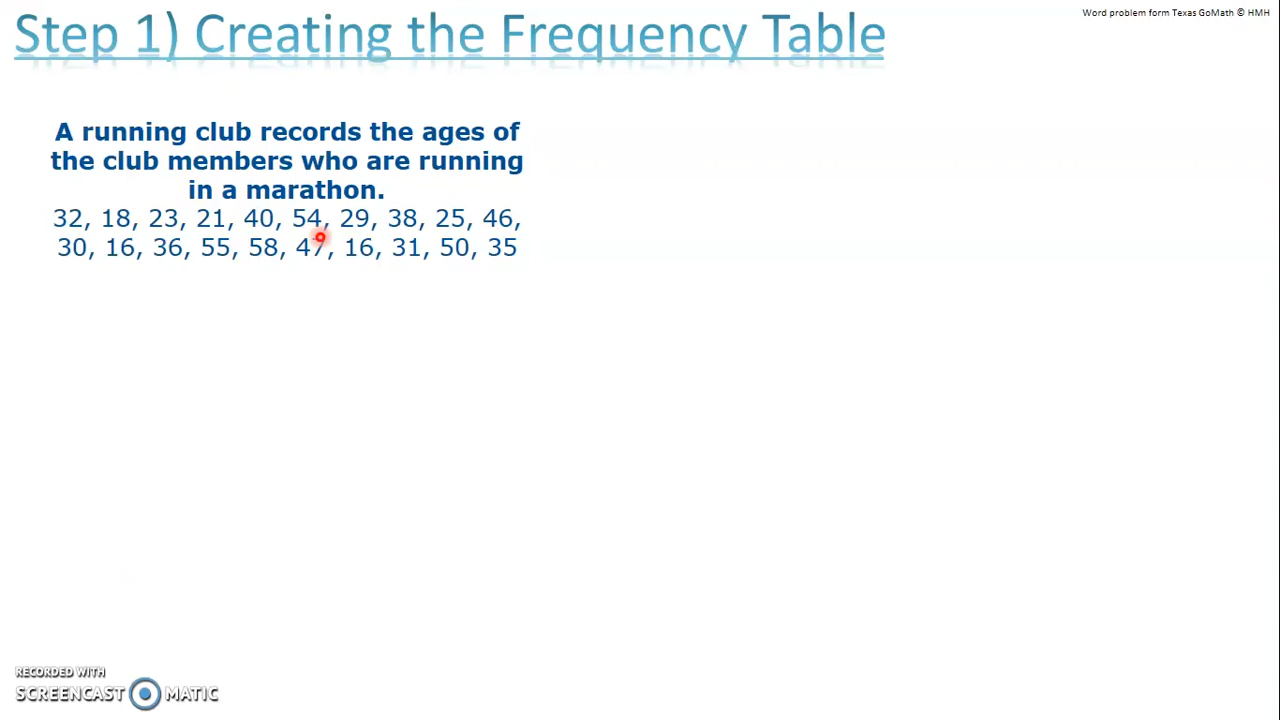 Word problem form Texas GoMath © HMH
Step 1) Creating the Frequency Table
A running club records the ages of
the club members who are running
in a marathon.
32, 18, 23, 21, 40, 54, 29, 38, 25, 46,
30, 16, 36, 55, 58, 47, 16, 31, 50, 35
RECORDED WITH
SCREENCAST MATIC